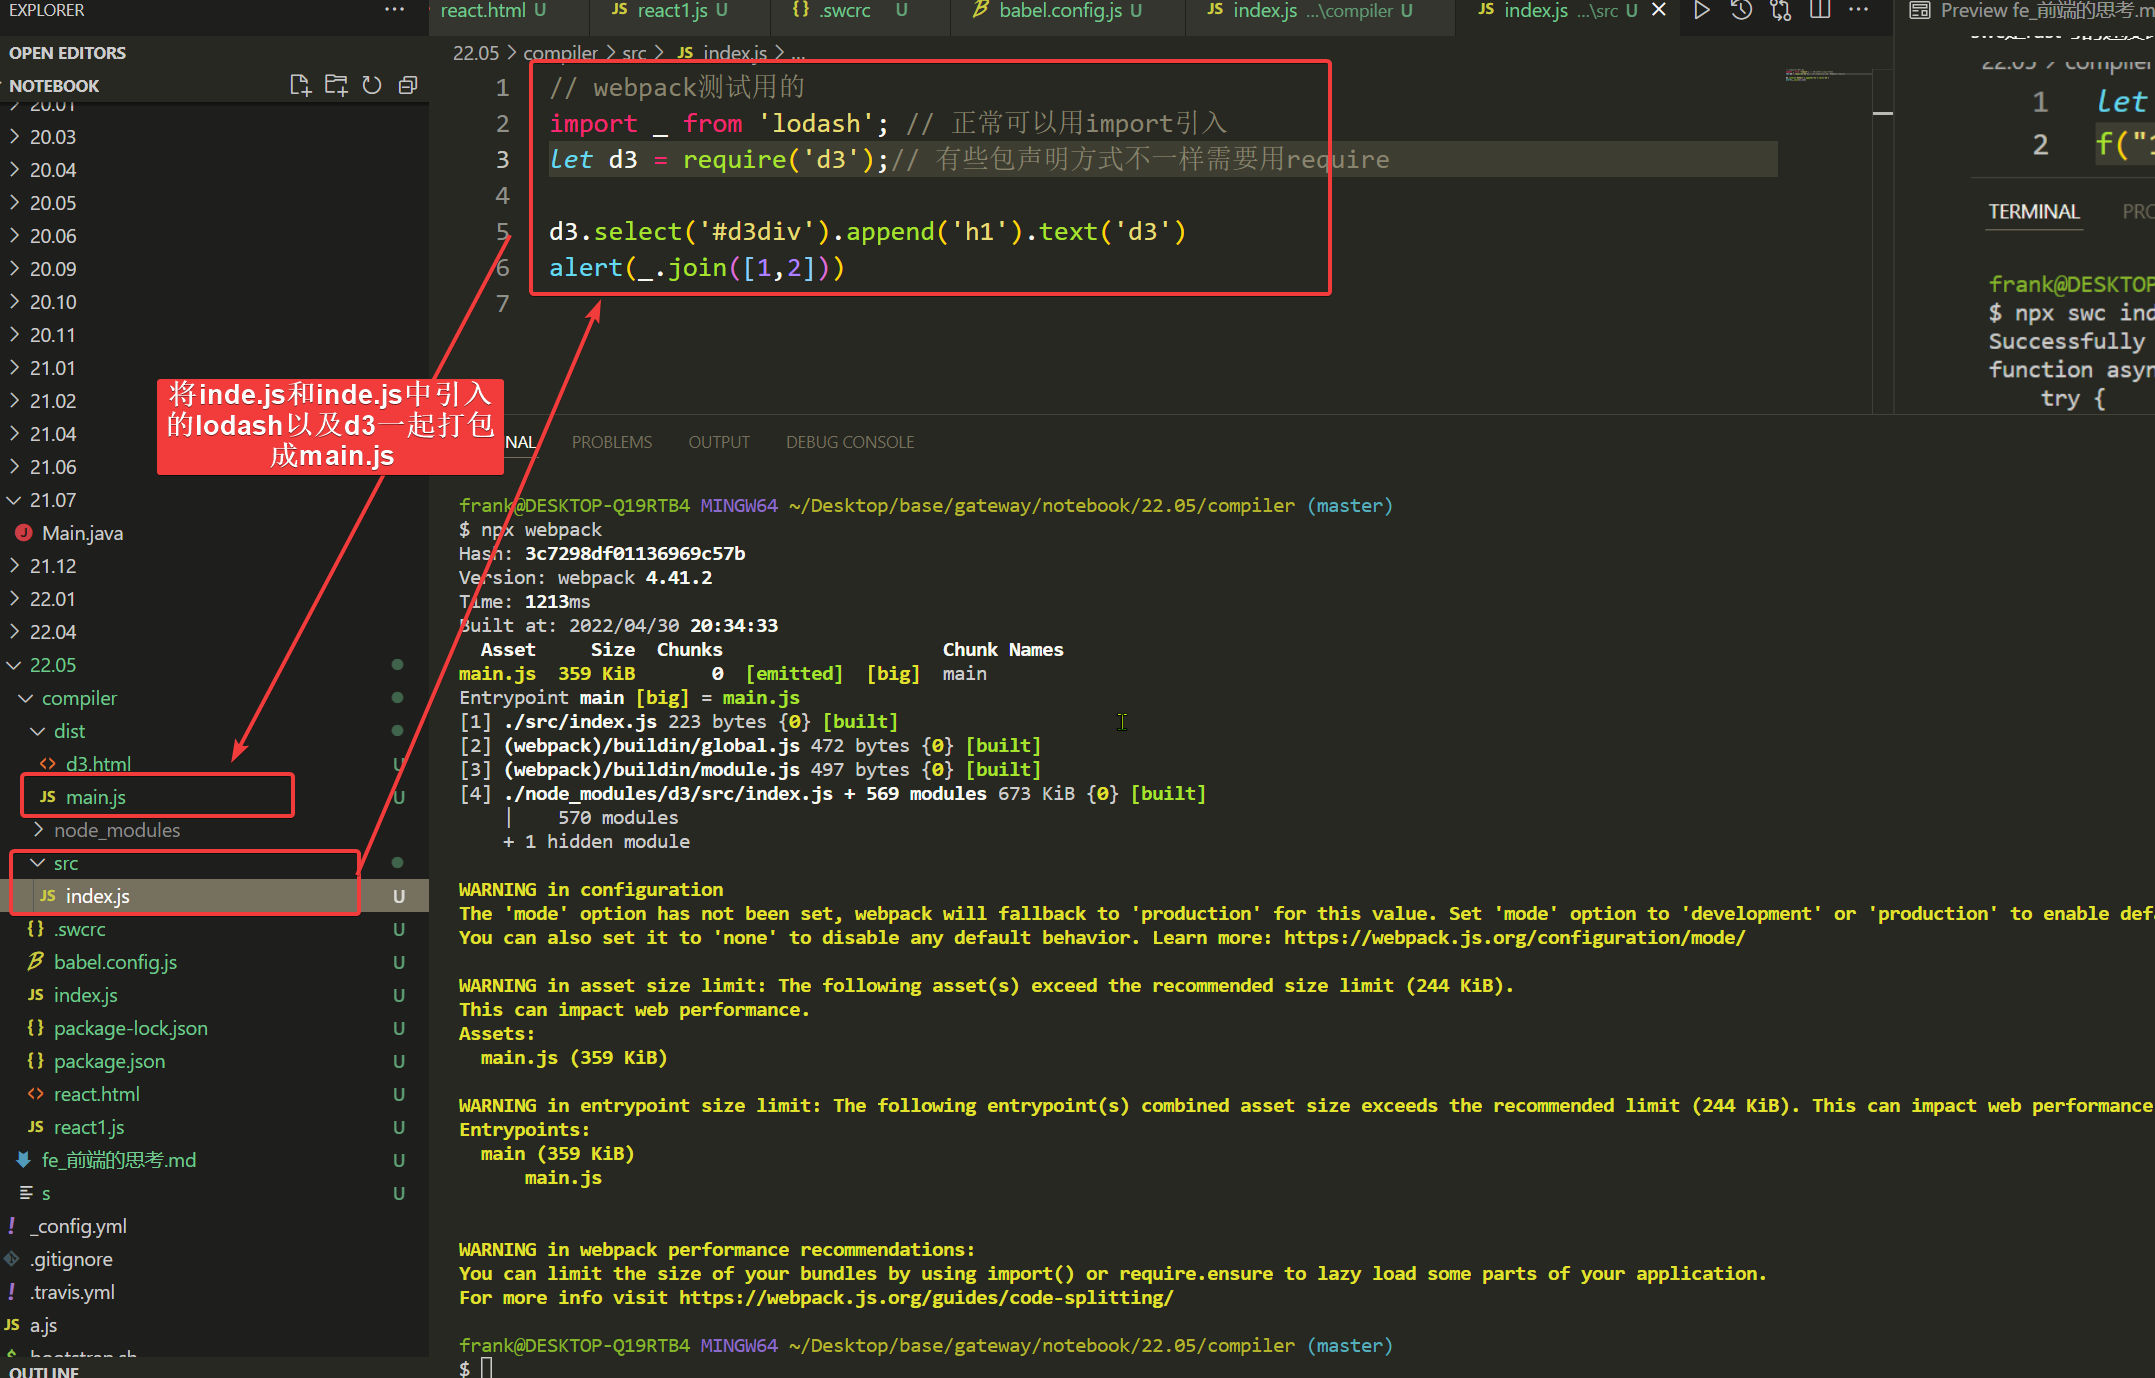 EXPLORER
OPEN EDITORS
NOTEBOOK
20.01
20.03
20.04
20.05
20.06
20.09
20.10
20.11
21.01
21.02
21.04
21.06
21.07
Main.java
21.12
22.01
22.04
22.05
compiler
dist
d3.html U
main.js U
node_modules
src
index.js U
.swcrc U
babel.config.js U
index.js U
package-lock.json U
package.json U
react.html U
react1.js U
fe_前端的思考.md U
s U
_config.yml
.gitignore
.travis.yml
a.js
bootstrap.sh
OUTLINE
将inde.js和inde.js中引入
的lodash以及d3一起打包
成main.js
react.html U JS react1.js U {} .swcrc U babel.config.js U JS index.js ...\compiler U JS index.js ...\src U
22.05 > compiler > src > JS index.js > ...
1 // webpack测试用的
2 import _ from 'lodash'; // 正常可以用import引入
3 let d3 = require('d3');// 有些包声明方式不一样需要用require
4
5 d3.select('#d3div').append('h1').text('d3')
6 alert(_.join([1,2]))
7
NAL PROBLEMS OUTPUT DEBUG CONSOLE
frank@DESKTOP-Q19RTB4 MINGW64 ~/Desktop/base/gateway/notebook/22.05/compiler (master)
$ npx webpack
Hash: 3c7298df01136969c57b
Version: webpack 4.41.2
Time: 1213ms
Built at: 2022/04/30 20:34:33
Asset Size Chunks Chunk Names
main.js 359 KiB 0 [emitted] [big] main
Entrypoint main [big] = main.js
[1] ./src/index.js 223 bytes {0} [built]
[2] (webpack)/buildin/global.js 472 bytes {0} [built]
[3] (webpack)/buildin/module.js 497 bytes {0} [built]
[4] ./node_modules/d3/src/index.js + 569 modules 673 KiB {0} [built]
| 570 modules
+ 1 hidden module
WARNING in configuration
The 'mode' option has not been set, webpack will fallback to 'production' for this value. Set 'mode' option to 'development' or 'production' to enable def
You can also set it to 'none' to disable any default behavior. Learn more: https://webpack.js.org/configuration/mode/
WARNING in asset size limit: The following asset(s) exceed the recommended size limit (244 KiB).
This can impact web performance.
Assets:
main.js (359 KiB)
WARNING in entrypoint size limit: The following entrypoint(s) combined asset size exceeds the recommended limit (244 KiB). This can impact web performance
Entrypoints:
main (359 KiB)
main.js
WARNING in webpack performance recommendations:
You can limit the size of your bundles by using import() or require.ensure to lazy load some parts of your application.
For more info visit https://webpack.js.org/guides/code-splitting/
frank@DESKTOP-Q19RTB4 MINGW64 ~/Desktop/base/gateway/notebook/22.05/compiler (master)
$
Preview fe_前端的思考.m
22.05 > compiler
1 let
2 f("1
TERMINAL PRO
frank@DESKTOP
$ npx swc ind
Successfully
function asyn
try {